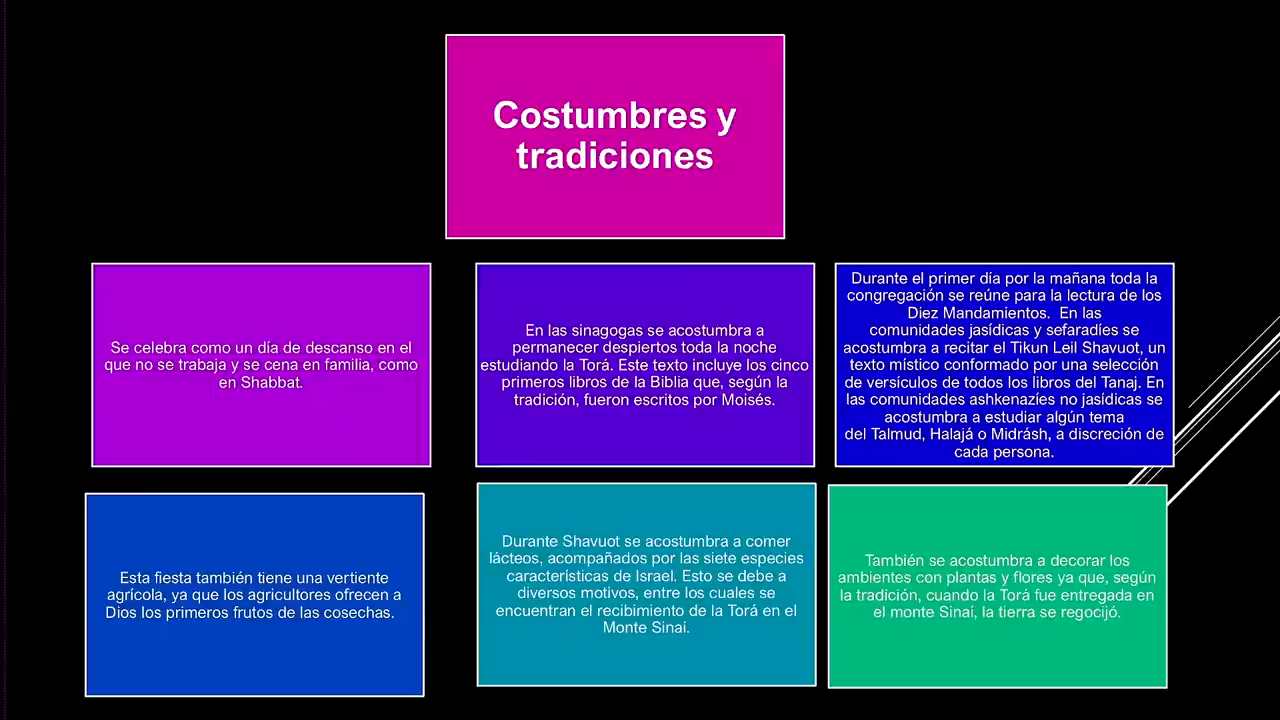 Costumbres y
tradiciones
Se celebra como un día de descanso en el
que no se trabaja y se cena en familia, como
en Shabbat.
En las sinagogas se acostumbra a
permanecer despiertos toda la noche
estudiando la Torá. Este texto incluye los cinco
primeros libros de la Biblia que, según la
tradición, fueron escritos por Moisés.
Durante el primer día por la mañana toda la
congregación se reúne para la lectura de los
Diez Mandamientos. En las
comunidades jasídicas y sefaradíes se
acostumbra a recitar el Tikun Leil Shavuot, un
texto místico conformado por una selección
de versículos de todos los libros del Tanaj. En
las comunidades ashkenazíes no jasídicas se
acostumbra a estudiar algún tema
del Talmud, Halajá o Midrásh, a discreción de
cada persona.
Esta fiesta también tiene una vertiente
agrícola, ya que los agricultores ofrecen a
Dios los primeros frutos de las cosechas.
Durante Shavuot se acostumbra a comer
lácteos, acompañados por las siete especies
características de Israel. Esto se debe a
diversos motivos, entre los cuales se
encuentran el recibimiento de la Torá en el
Monte Sinaí.
También se acostumbra a decorar los
ambientes con plantas y flores ya que, según
la tradición, cuando la Torá fue entregada en
el monte Sinaí, la tierra se regocijó.